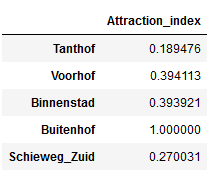 Attraction_index
Tanthof 0.189476
Voorhof 0.394113
Binnenstad 0.393921
Buitenhof 1.000000
Schieweg_Zuid 0.270031